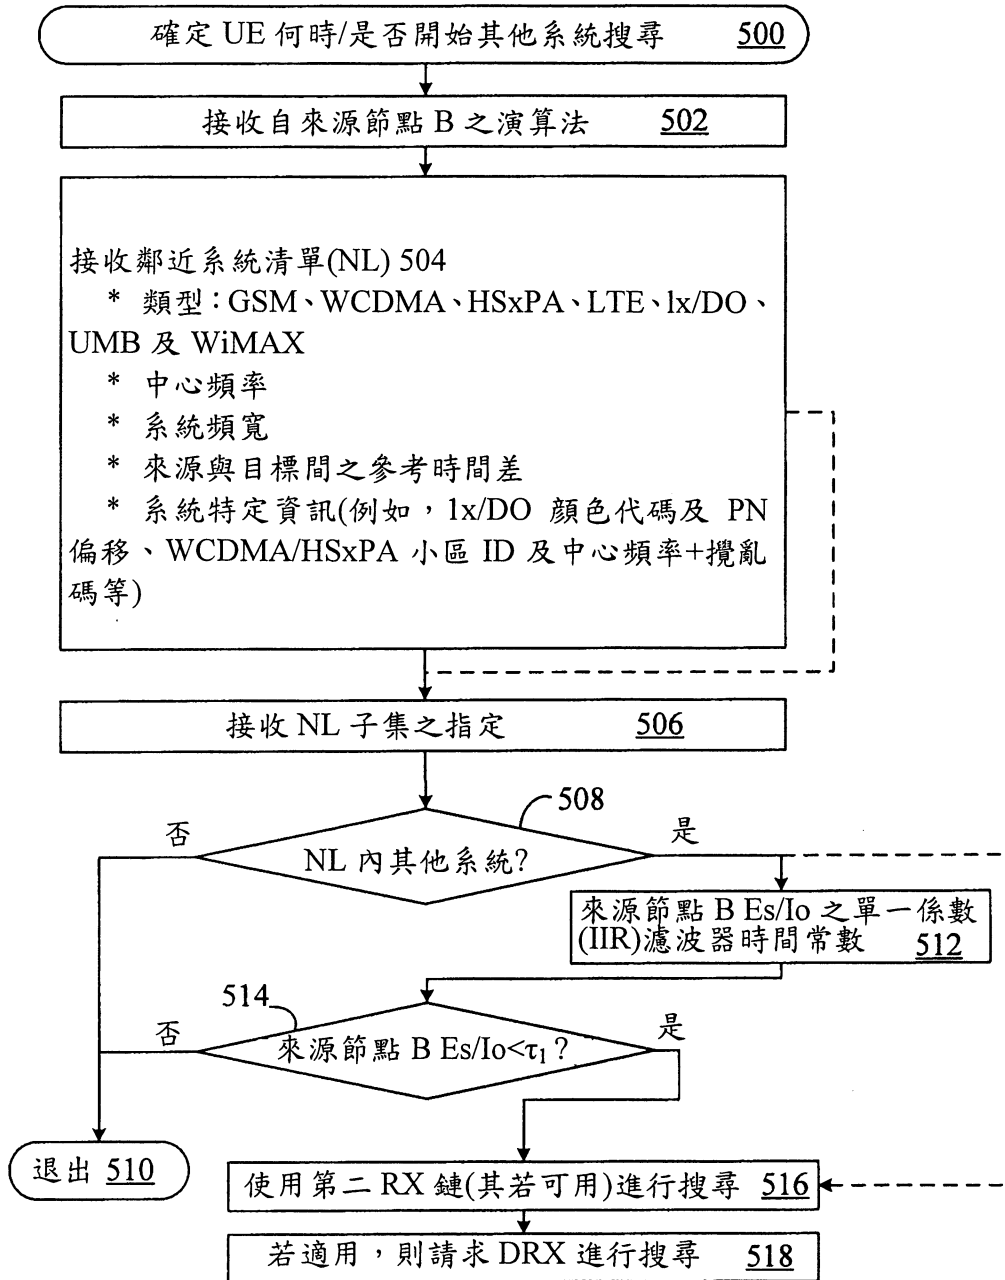 確定 UE 何時/是否開始其他系統搜尋 500
接收自來源節點 B 之演算法 502
接收鄰近系統清單(NL) 504
* 類型：GSM、WCDMA、HSxPA、LTE、lx/DO、
UMB 及 WiMAX
* 中心頻率
* 系統頻寬
* 來源與目標間之參考時間差
* 系統特定資訊(例如，1x/DO 顏色代碼及 PN
偏移、WCDMA/HSxPA 小區 ID 及中心頻率+攪亂
碼等)
接收 NL 子集之指定 506
508
否
是
NL 內其他系統?
來源節點 B Es/Io 之單一係數
(IIR)濾波器時間常數 512
514
否
是
來源節點 B Es/Io<τ₁？
退出 510
使用第二 RX 鏈(其若可用)進行搜尋 516
若適用，則請求 DRX 進行搜尋 518